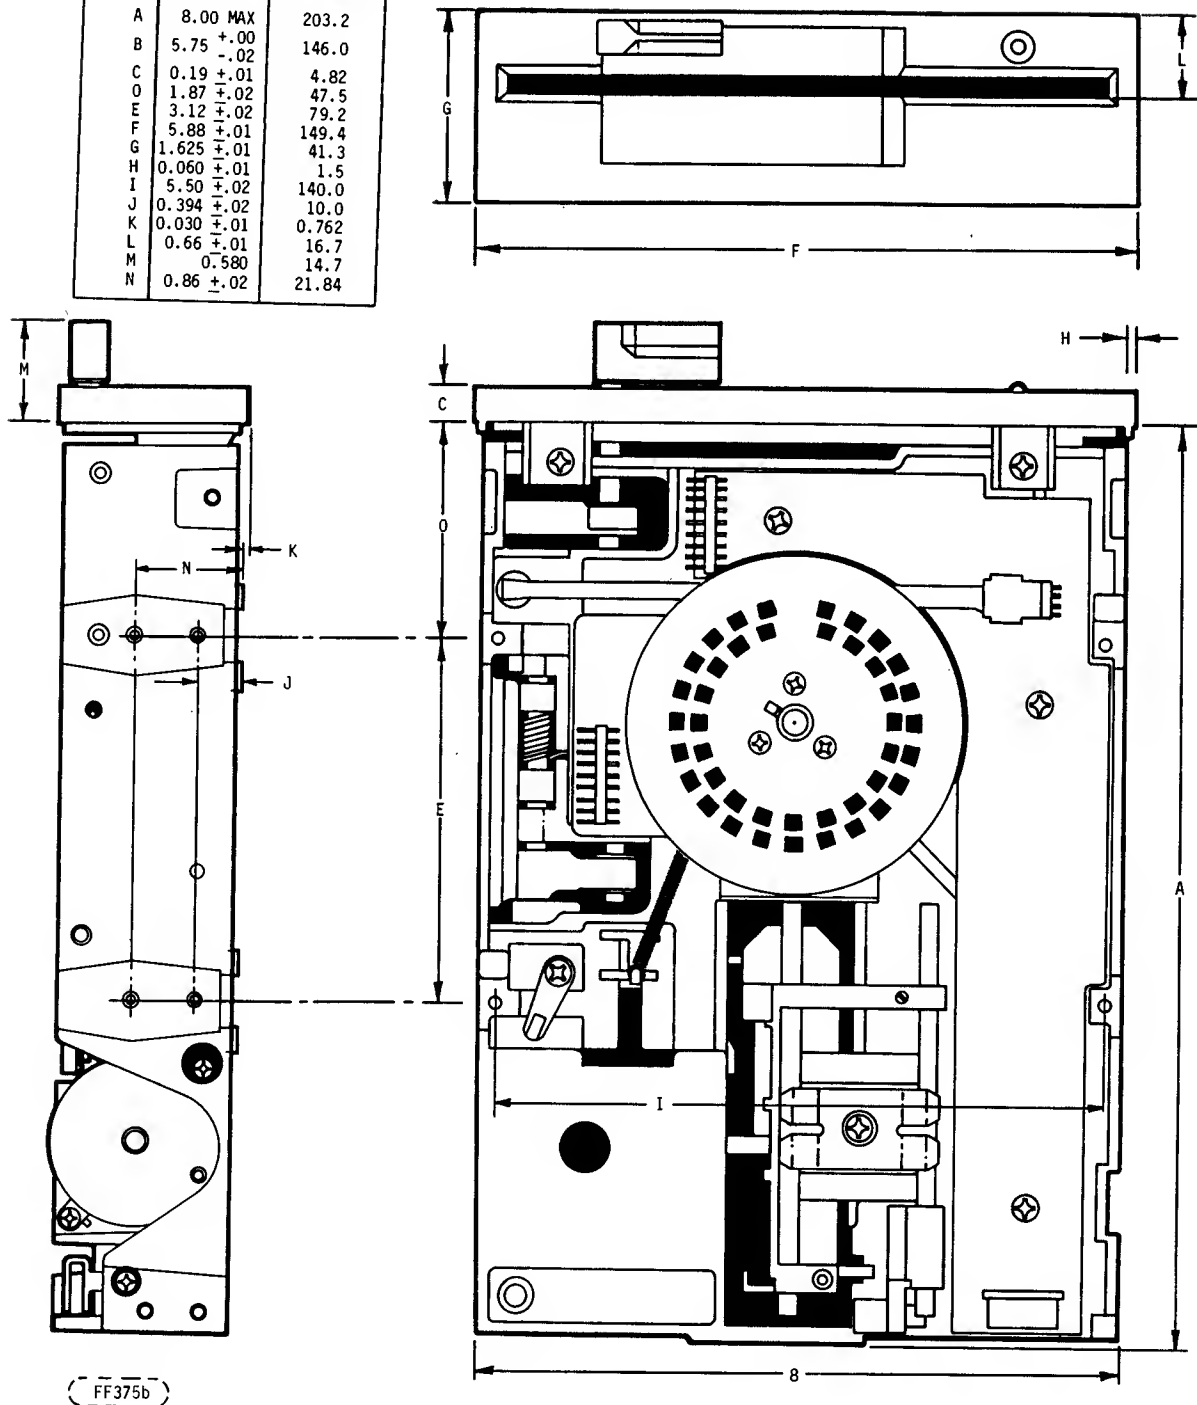 A 8.00 MAX 203.2
B 5.75 +.00 -.02 146.0
C 0.19 ±.01 4.82
O 1.87 ±.02 47.5
E 3.12 ±.02 79.2
F 5.88 ±.01 149.4
G 1.625 ±.01 41.3
H 0.060 ±.01 1.5
I 5.50 ±.02 140.0
J 0.394 ±.02 10.0
K 0.030 ±.01 0.762
L 0.66 ±.01 16.7
M 0.580 14.7
N 0.86 ±.02 21.84
G
L
F
M
C
H
O
N
K
J
E
A
I
8
FF375b